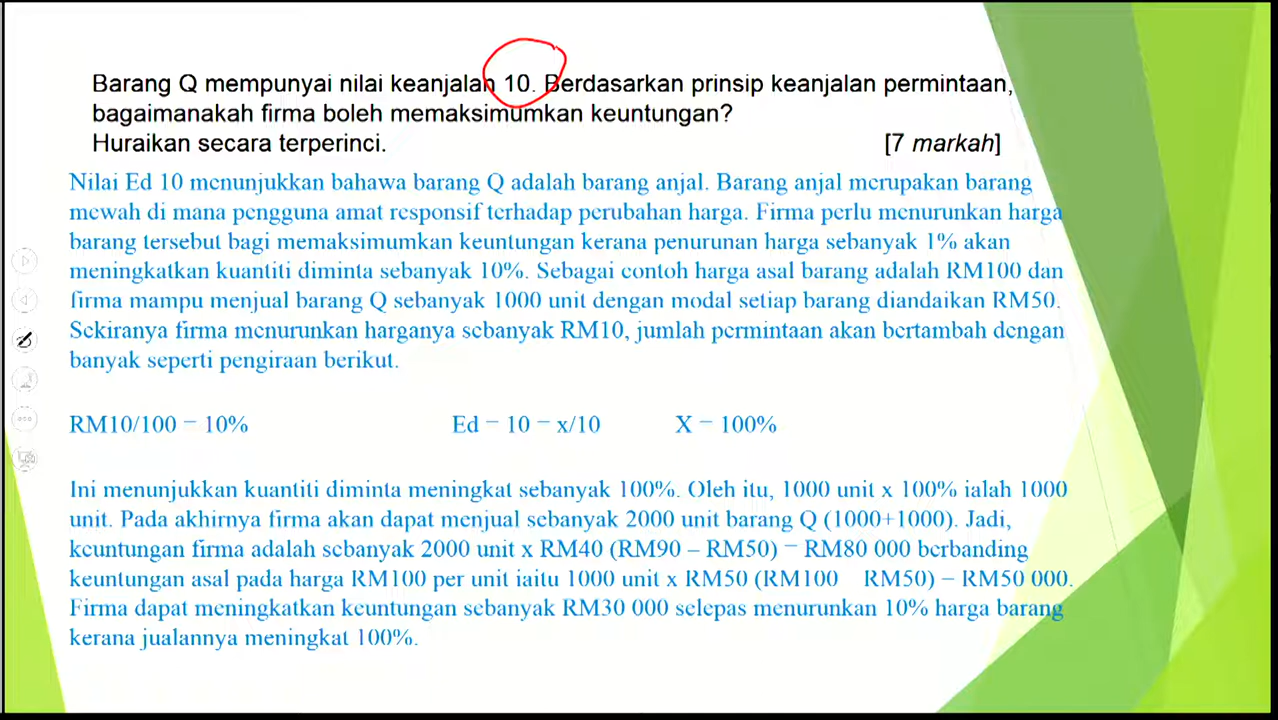 Barang Q mempunyai nilai keanjalan 10. Berdasarkan prinsip keanjalan permintaan,
bagaimanakah firma boleh memaksimumkan keuntungan?
Huraikan secara terperinci. [7 markah]
Nilai Ed 10 menunjukkan bahawa barang Q adalah barang anjal. Barang anjal merupakan barang
mewah di mana pengguna amat responsif terhadap perubahan harga. Firma perlu menurunkan harga
barang tersebut bagi memaksimumkan keuntungan kerana penurunan harga sebanyak 1% akan
meningkatkan kuantiti diminta sebanyak 10%. Sebagai contoh harga asal barang adalah RM100 dan
firma mampu menjual barang Q sebanyak 1000 unit dengan modal setiap barang diandaikan RM50.
Sekiranya firma menurunkan harganya sebanyak RM10, jumlah permintaan akan bertambah dengan
banyak seperti pengiraan berikut.
RM10/100 = 10% Ed = 10 = x/10 X = 100%
Ini menunjukkan kuantiti diminta meningkat sebanyak 100%. Oleh itu, 1000 unit x 100% ialah 1000
unit. Pada akhirnya firma akan dapat menjual sebanyak 2000 unit barang Q (1000+1000). Jadi,
keuntungan firma adalah sebanyak 2000 unit x RM40 (RM90 – RM50) = RM80 000 berbanding
keuntungan asal pada harga RM100 per unit iaitu 1000 unit x RM50 (RM100 RM50) = RM50 000.
Firma dapat meningkatkan keuntungan sebanyak RM30 000 selepas menurunkan 10% harga barang
kerana jualannya meningkat 100%.